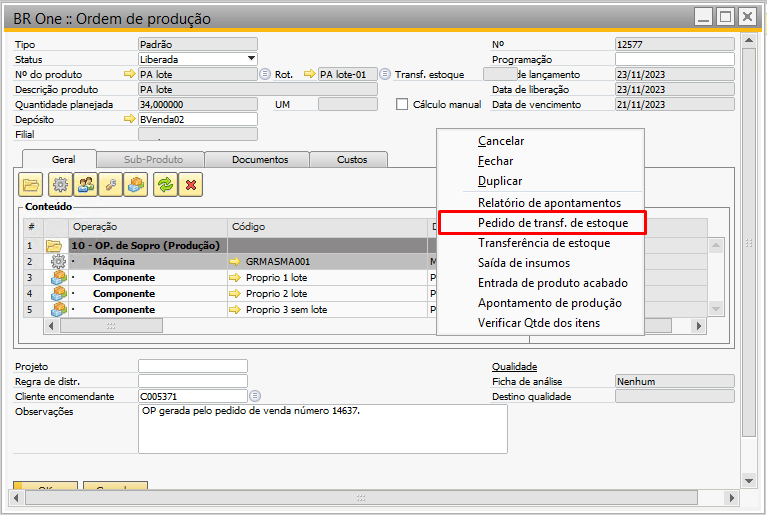 BR One :: Ordem de produção
Tipo Padrão Nº 12577
Status Liberada Programação
Nº do produto PA lote Rot. PA lote-01 Transf. estoque de lançamento 23/11/2023
Descrição produto PA lote Data de liberação 23/11/2023
Quantidade planejada 34,000000 UM Cálculo manual Data de vencimento 21/11/2023
Depósito BVenda02
Filial
Geral Sub-Produto Documentos Custos
Conteúdo
# Operação Código D
1 10 - OP. de Sopro (Produção)
2 Máquina GRMASMA001 M
3 Componente Proprio 1 lote P
4 Componente Proprio 2 lote P
5 Componente Proprio 3 sem lote P
Cancelar
Fechar
Duplicar
Relatório de apontamentos
Pedido de transf. de estoque
Transferência de estoque
Saída de insumos
Entrada de produto acabado
Apontamento de produção
Verificar Qtde dos itens
Projeto Qualidade
Regra de distr. Ficha de análise Nenhum
Cliente encomendante C005371 Destino qualidade
Observações OP gerada pelo pedido de venda número 14637.